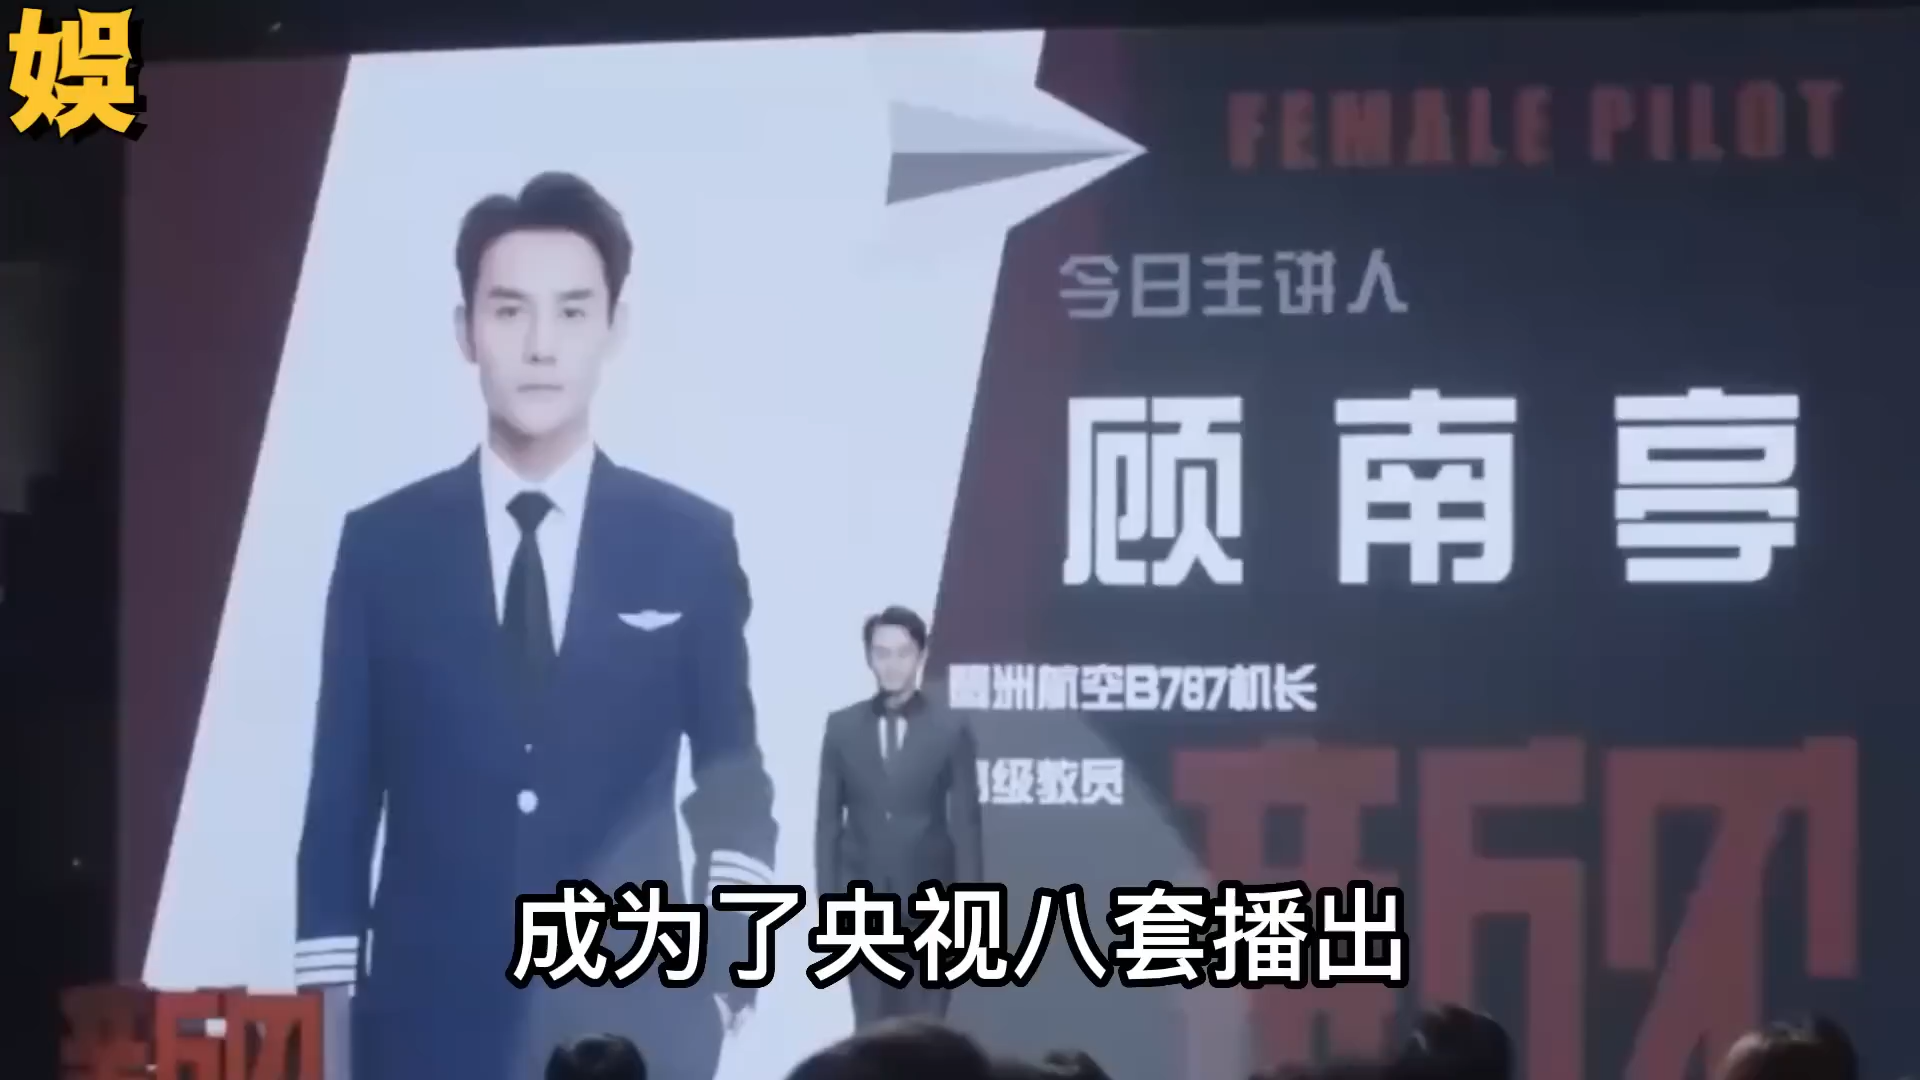 娱
FEMALE PILOT
今日主讲人
顾南亭
洲航空B787机长
级教员
成为了央视八套播出